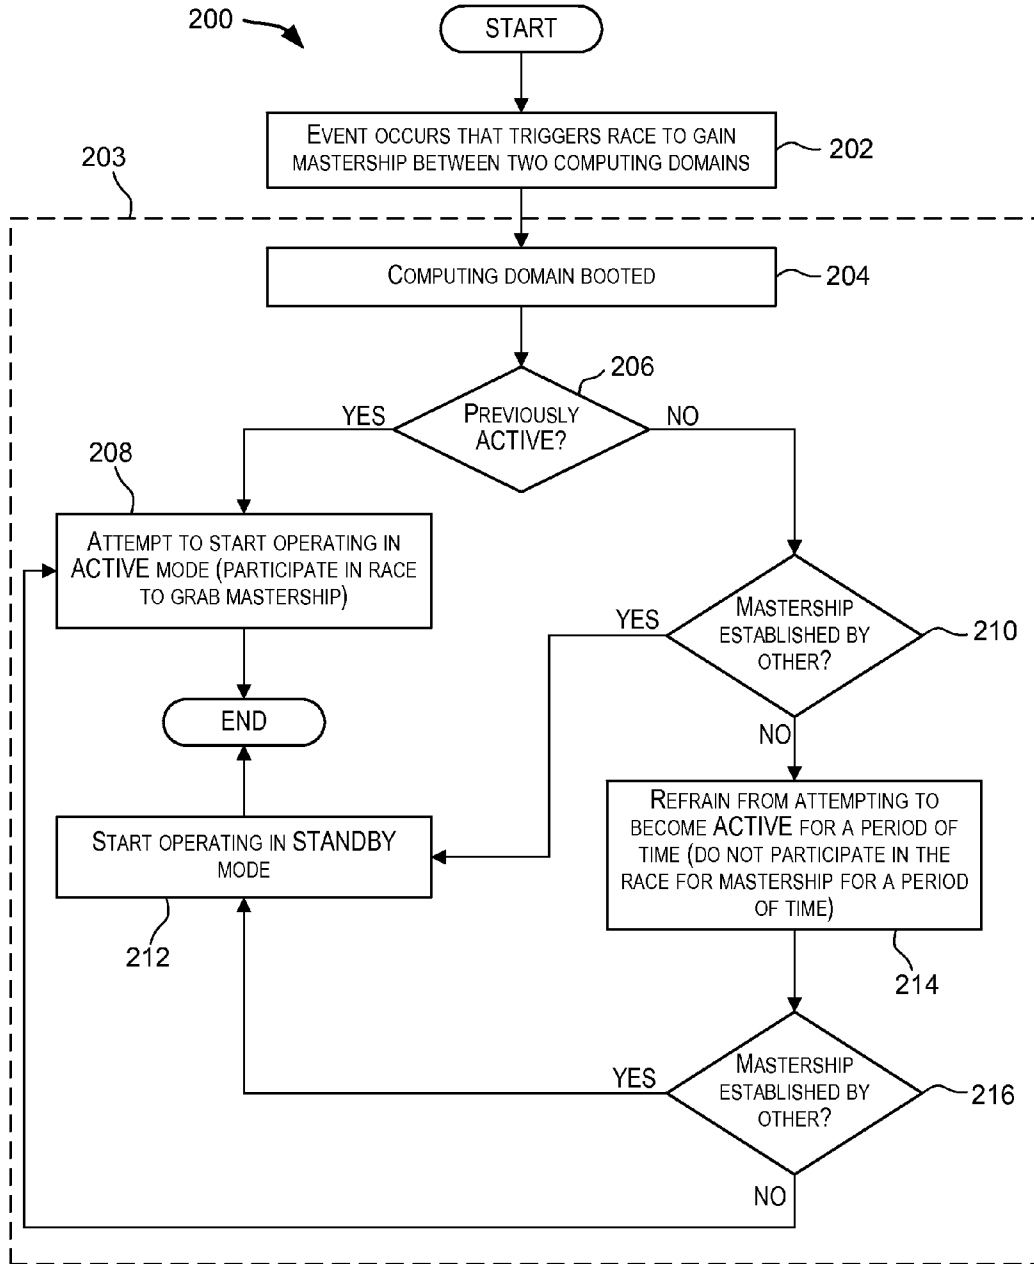 200
START
EVENT OCCURS THAT TRIGGERS RACE TO GAIN
MASTERSHIP BETWEEN TWO COMPUTING DOMAINS
202
203
COMPUTING DOMAIN BOOTED
204
206
PREVIOUSLY
ACTIVE?
YES
NO
208
ATTEMPT TO START OPERATING IN
ACTIVE MODE (PARTICIPATE IN RACE
TO GRAB MASTERSHIP)
MASTERSHIP
ESTABLISHED BY
OTHER?
YES
210
NO
END
REFRAIN FROM ATTEMPTING TO
BECOME ACTIVE FOR A PERIOD OF
TIME (DO NOT PARTICIPATE IN THE
RACE FOR MASTERSHIP FOR A PERIOD
OF TIME)
START OPERATING IN STANDBY
MODE
212
214
MASTERSHIP
ESTABLISHED BY
OTHER?
YES
216
NO